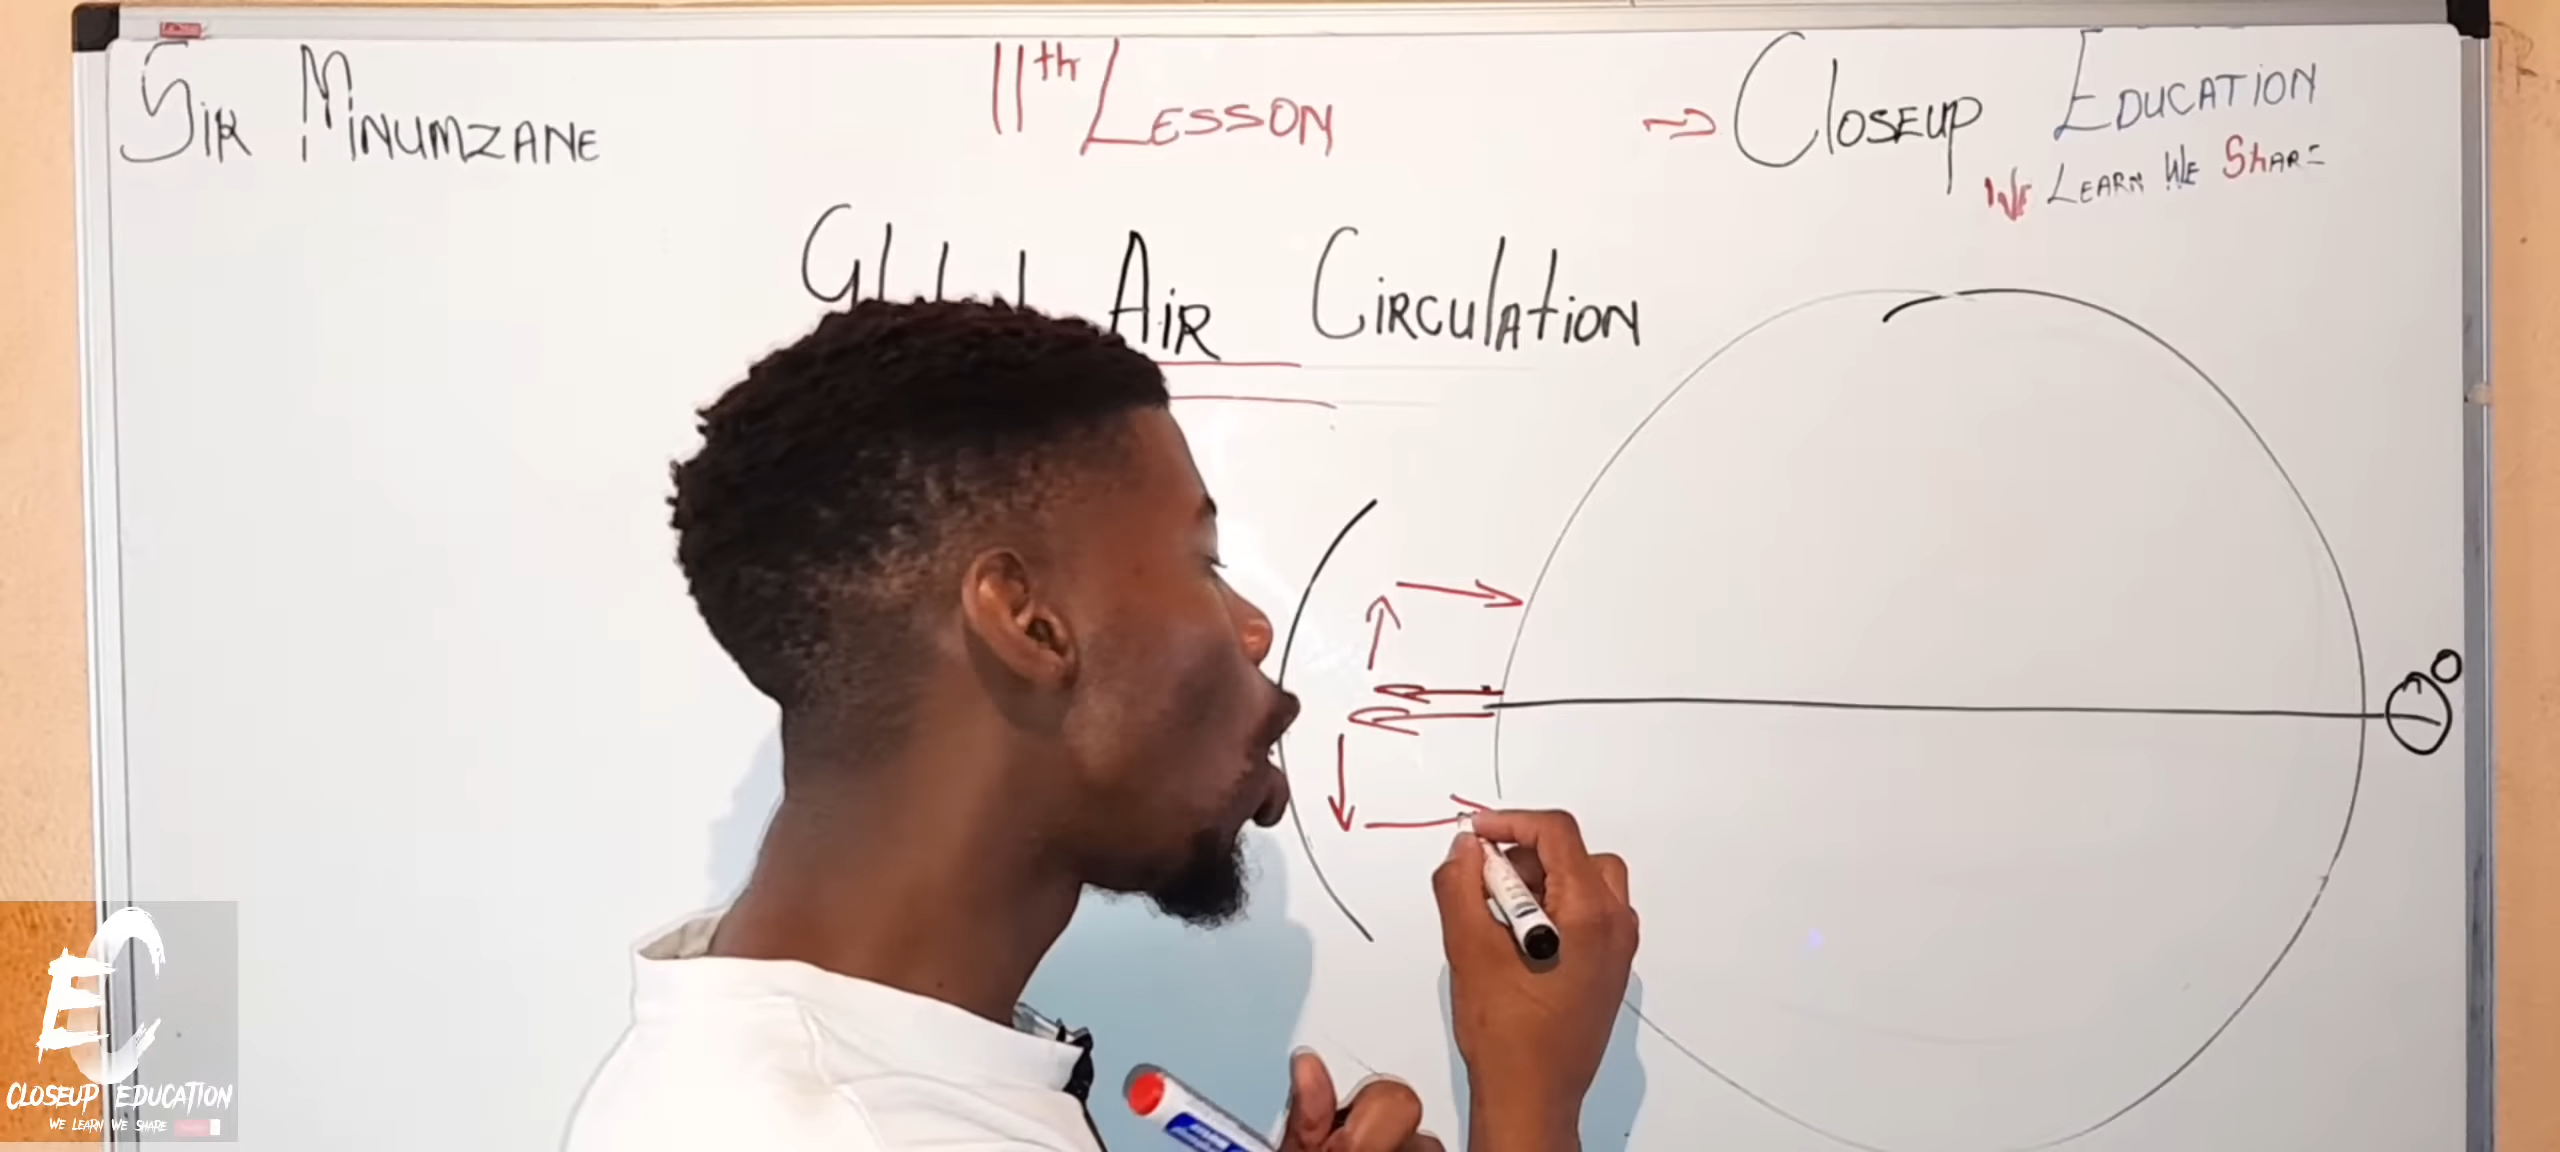 Sir Minumzane
11th Lesson
→ Closeup Education
We Learn We Share
Global Air Circulation
0°
CLOSEUP EDUCATION
WE LEARN WE SHARE